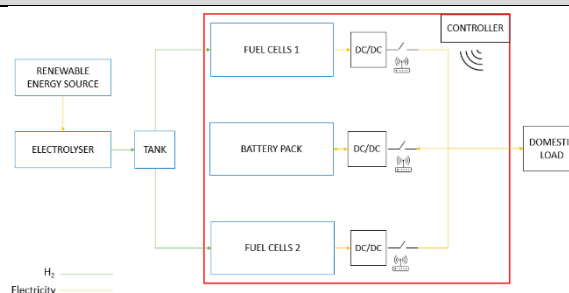 CONTROLLER
FUEL CELLS 1
DC/DC
RENEWABLE
ENERGY SOURCE
ELECTROLYSER
TANK
BATTERY PACK
DC/DC
DOMESTI
LOAD
FUEL CELLS 2
DC/DC
H₂
Electricity